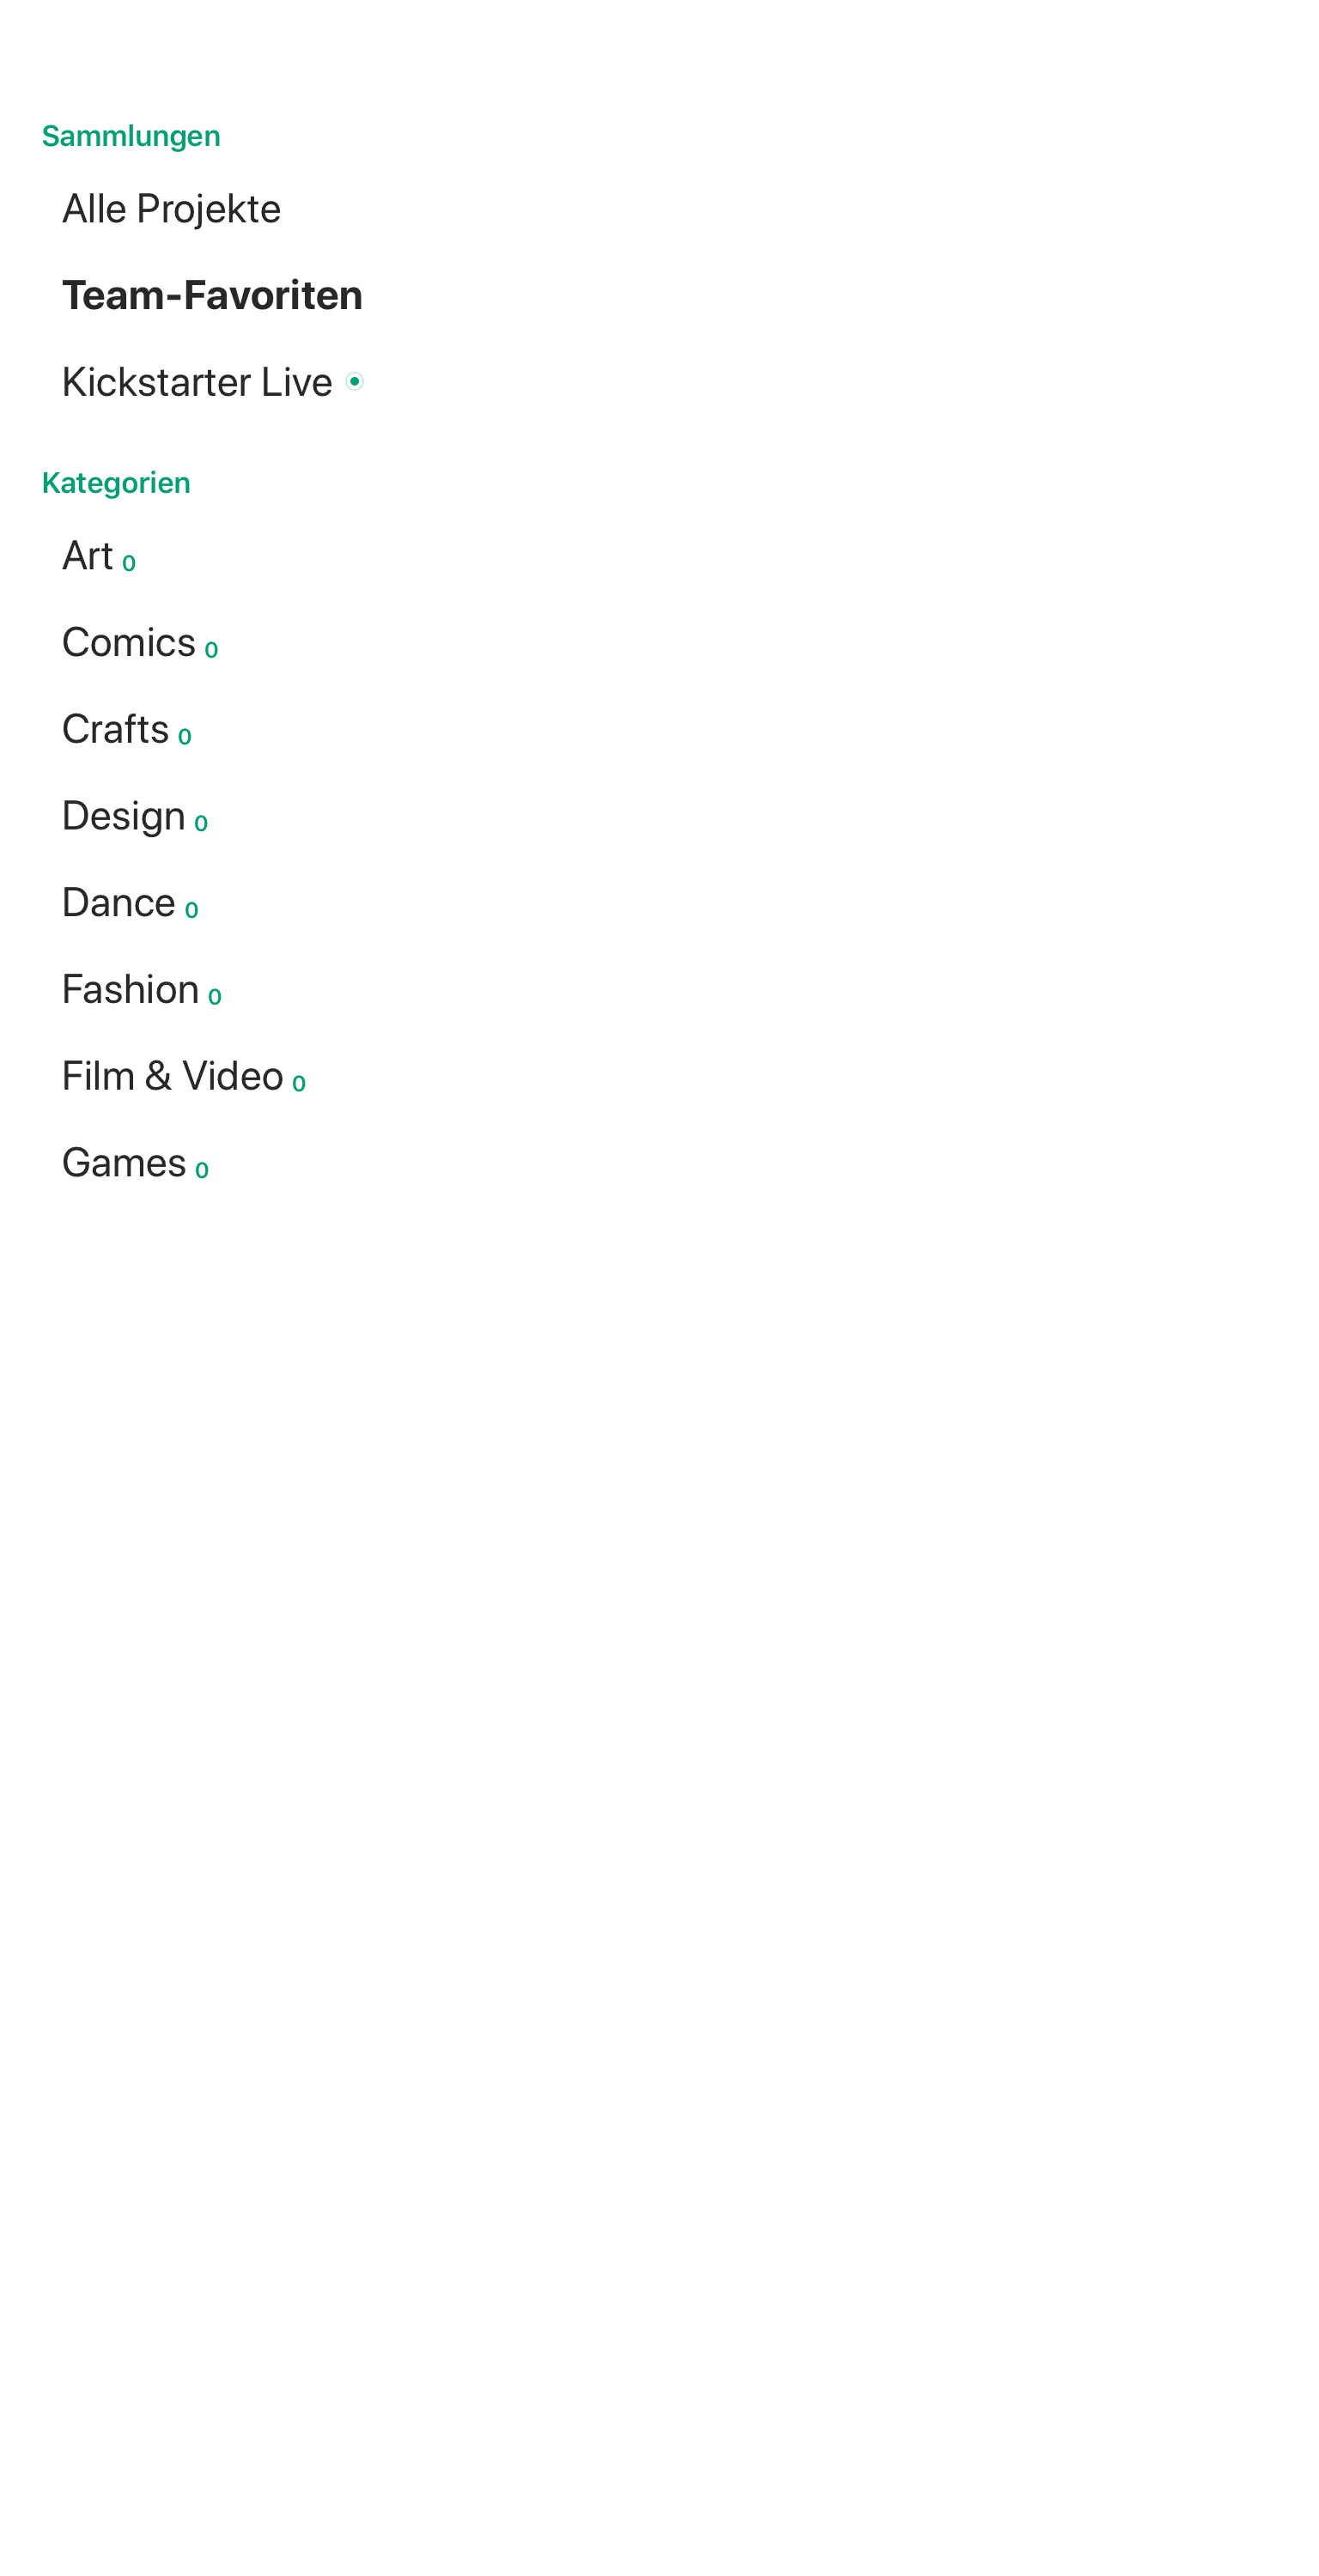 Sammlungen
Alle Projekte
Team-Favoriten
Kickstarter Live
Kategorien
Art 0
Comics 0
Crafts 0
Design 0
Dance 0
Fashion 0
Film & Video 0
Games 0